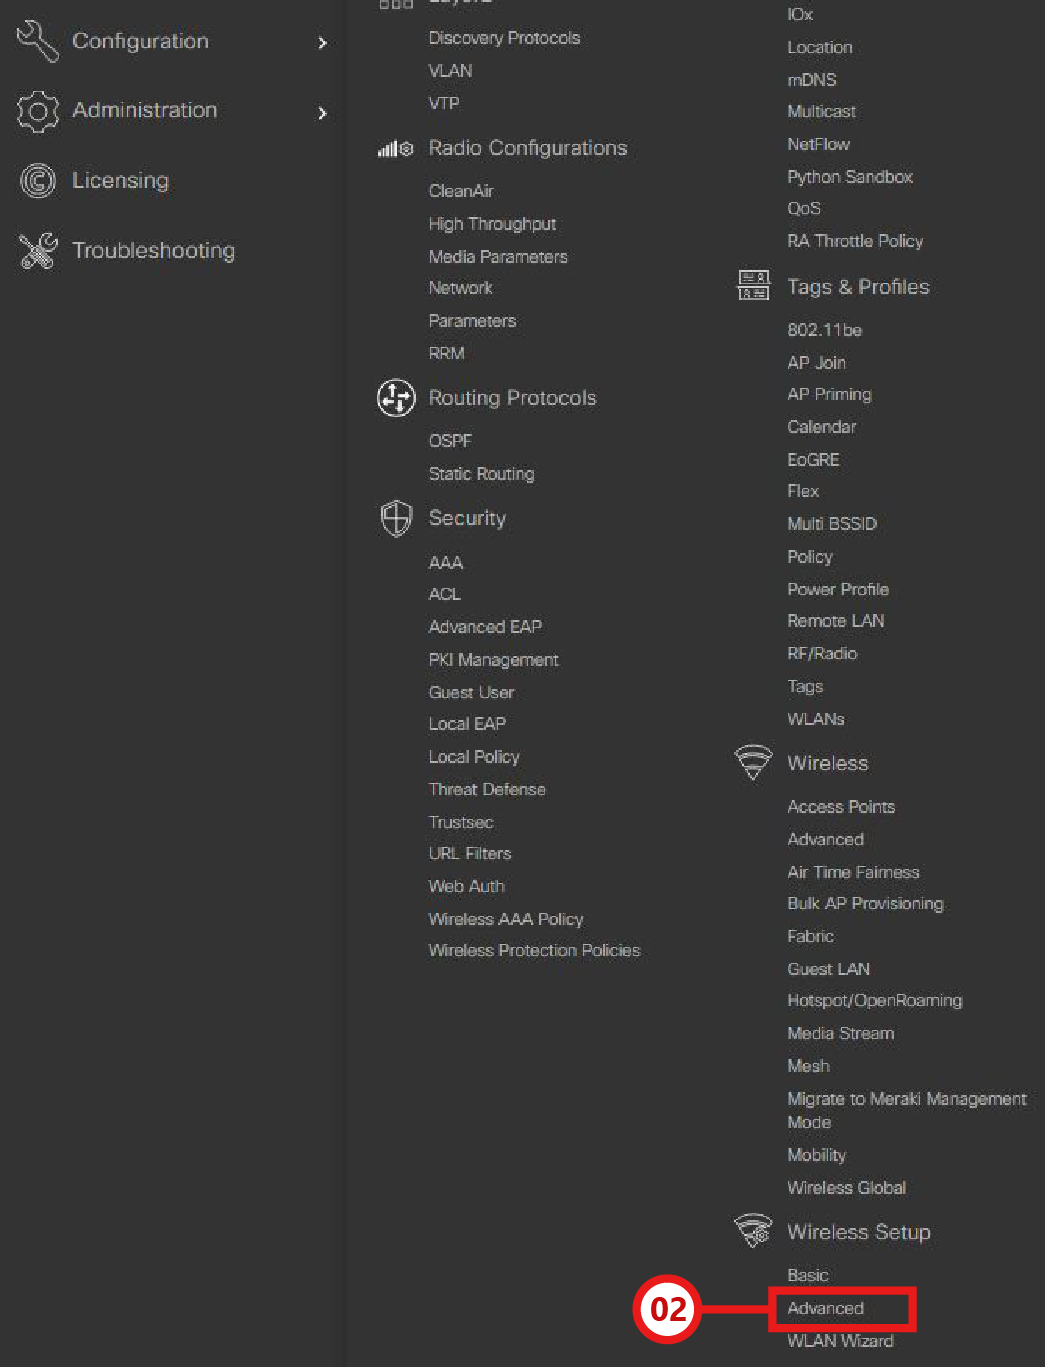 Configuration
Administration
Licensing
Troubleshooting
Discovery Protocols
VLAN
VTP
Radio Configurations
CleanAir
High Throughput
Media Parameters
Network
Parameters
RRM
Routing Protocols
OSPF
Static Routing
Security
AAA
ACL
Advanced EAP
PKI Management
Guest User
Local EAP
Local Policy
Threat Defense
Trustsec
URL Filters
Web Auth
Wireless AAA Policy
Wireless Protection Policies
IOx
Location
mDNS
Multicast
NetFlow
Python Sandbox
QoS
RA Throttle Policy
Tags & Profiles
802.11be
AP Join
AP Priming
Calendar
EoGRE
Flex
Multi BSSID
Policy
Power Profile
Remote LAN
RF/Radio
Tags
WLANs
Wireless
Access Points
Advanced
Air Time Fairness
Bulk AP Provisioning
Fabric
Guest LAN
Hotspot/OpenRoaming
Media Stream
Mesh
Migrate to Meraki Management
Mode
Mobility
Wireless Global
Wireless Setup
Basic
02
Advanced
WLAN Wizard